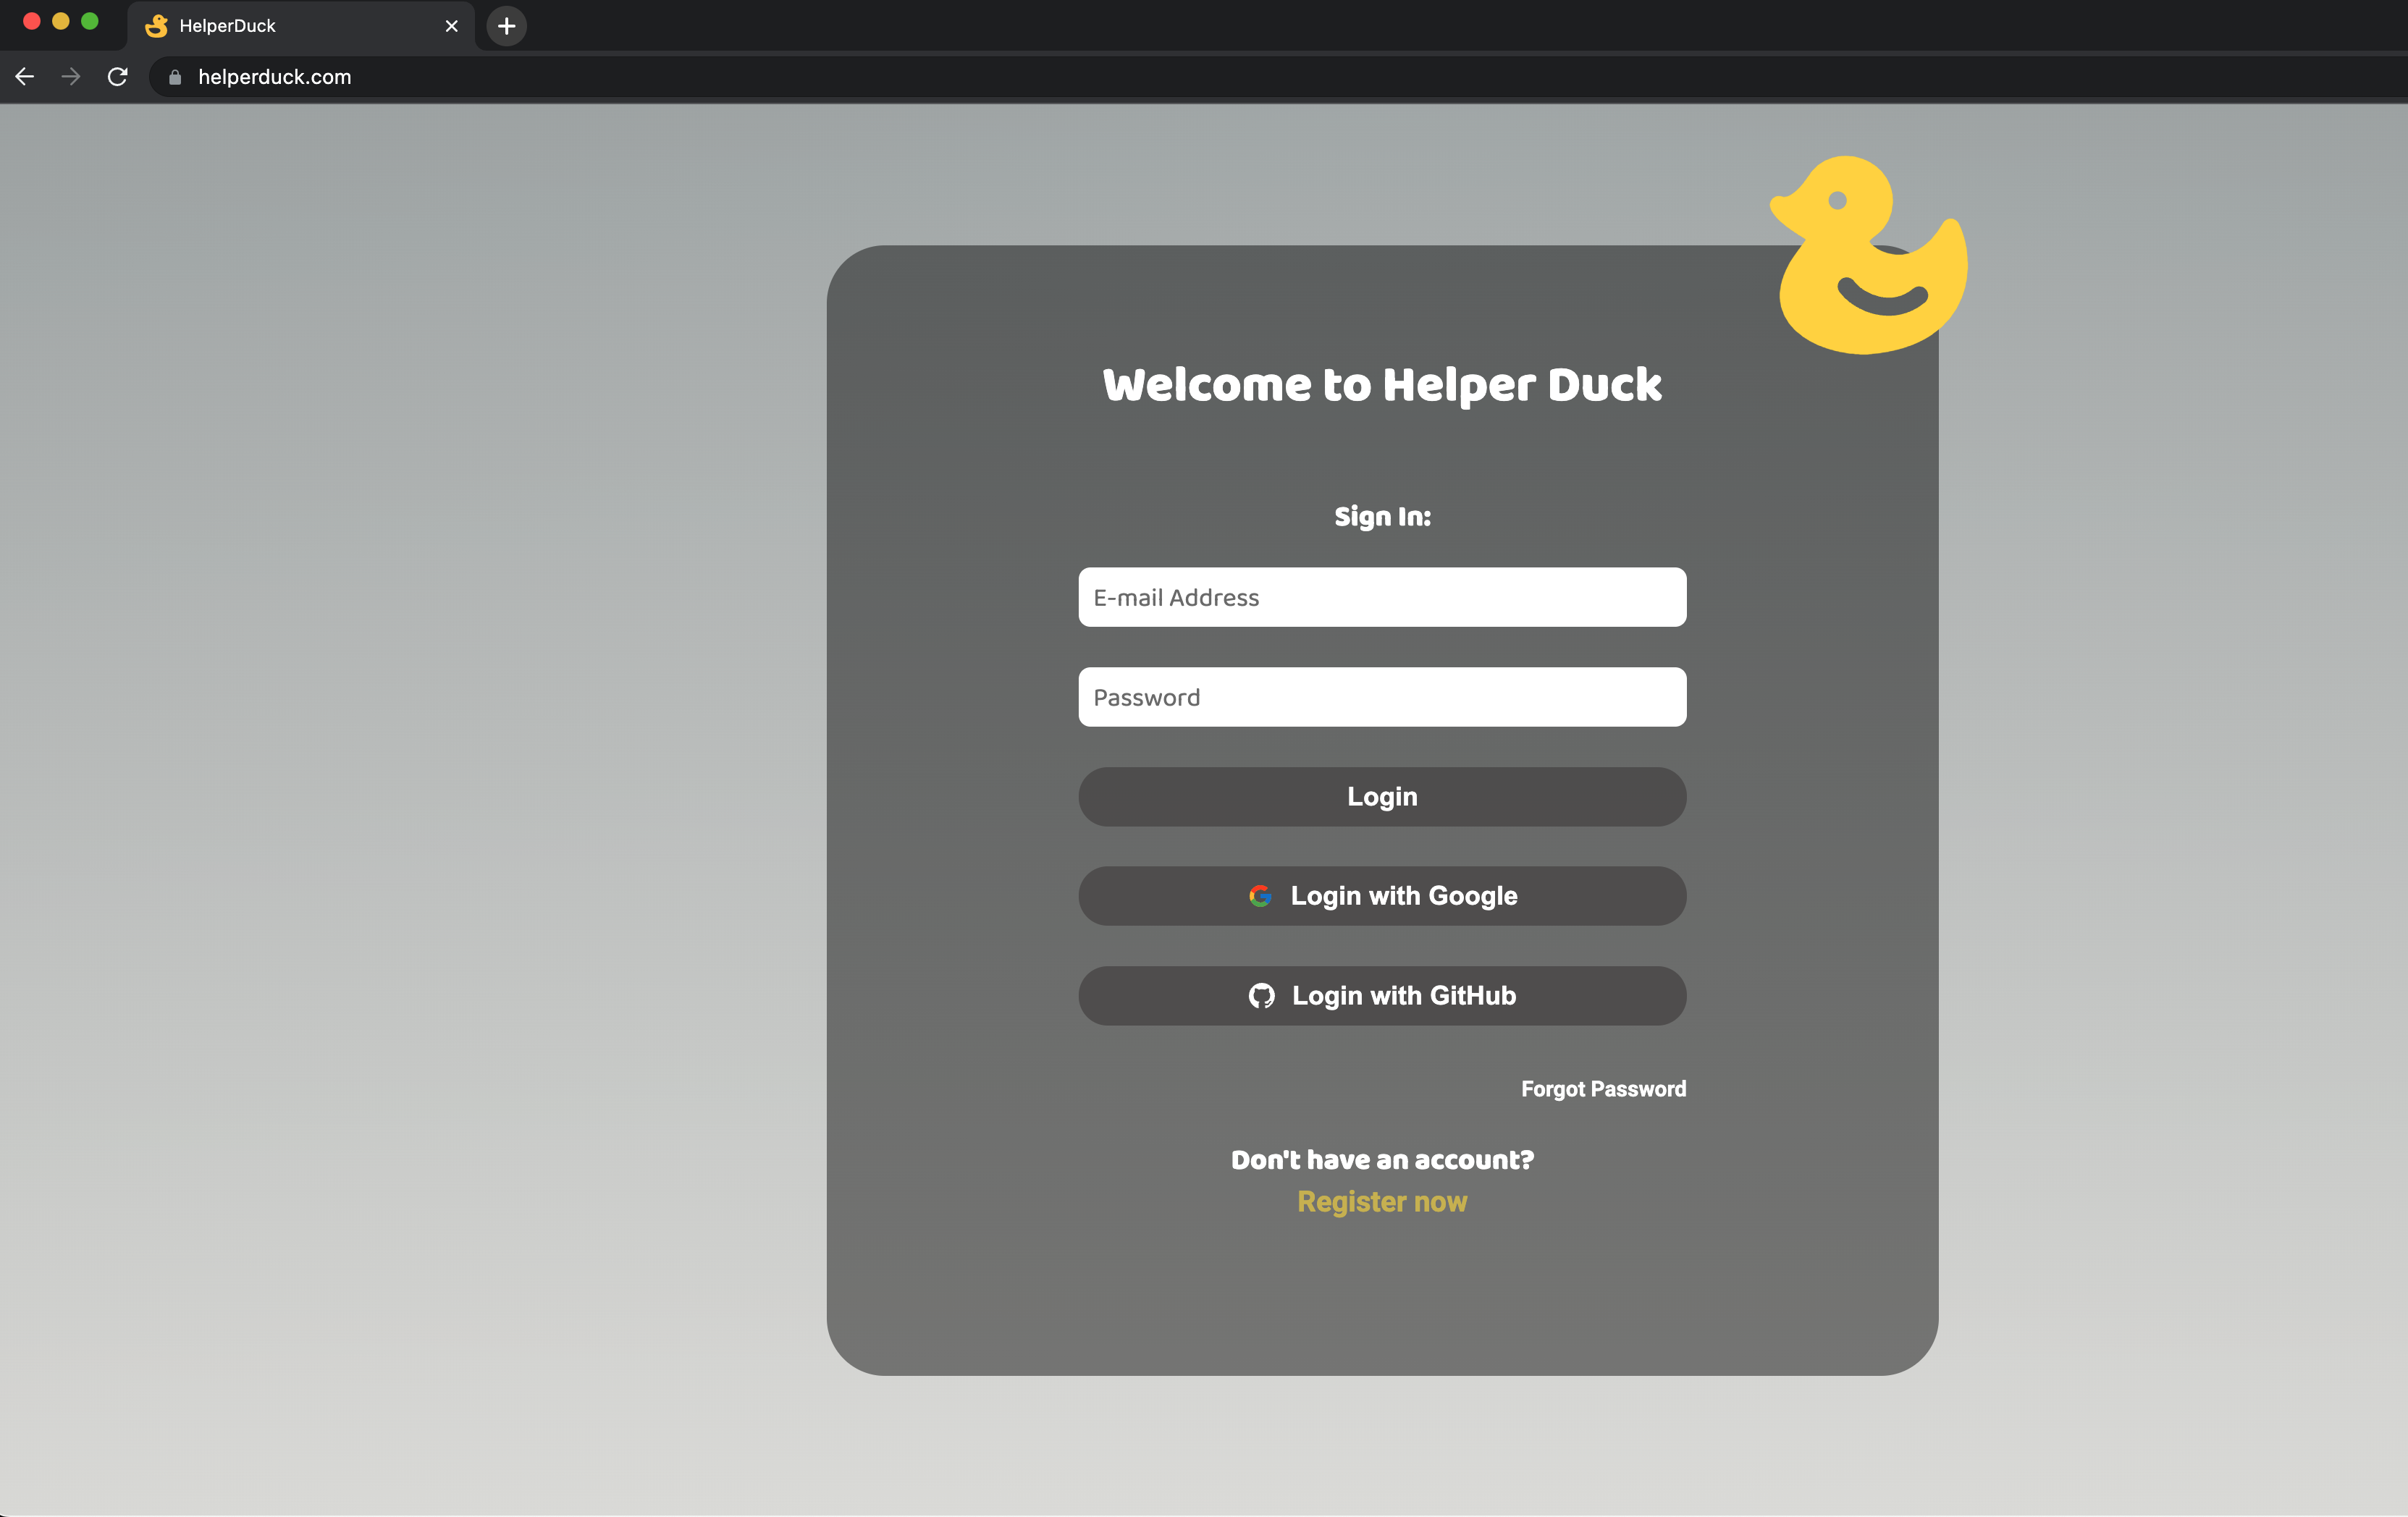 HelperDuck
helperduck.com
Welcome to Helper Duck
Sign In:
E-mail Address
Password
Login
Login with Google
Login with GitHub
Forgot Password
Don't have an account?
Register now